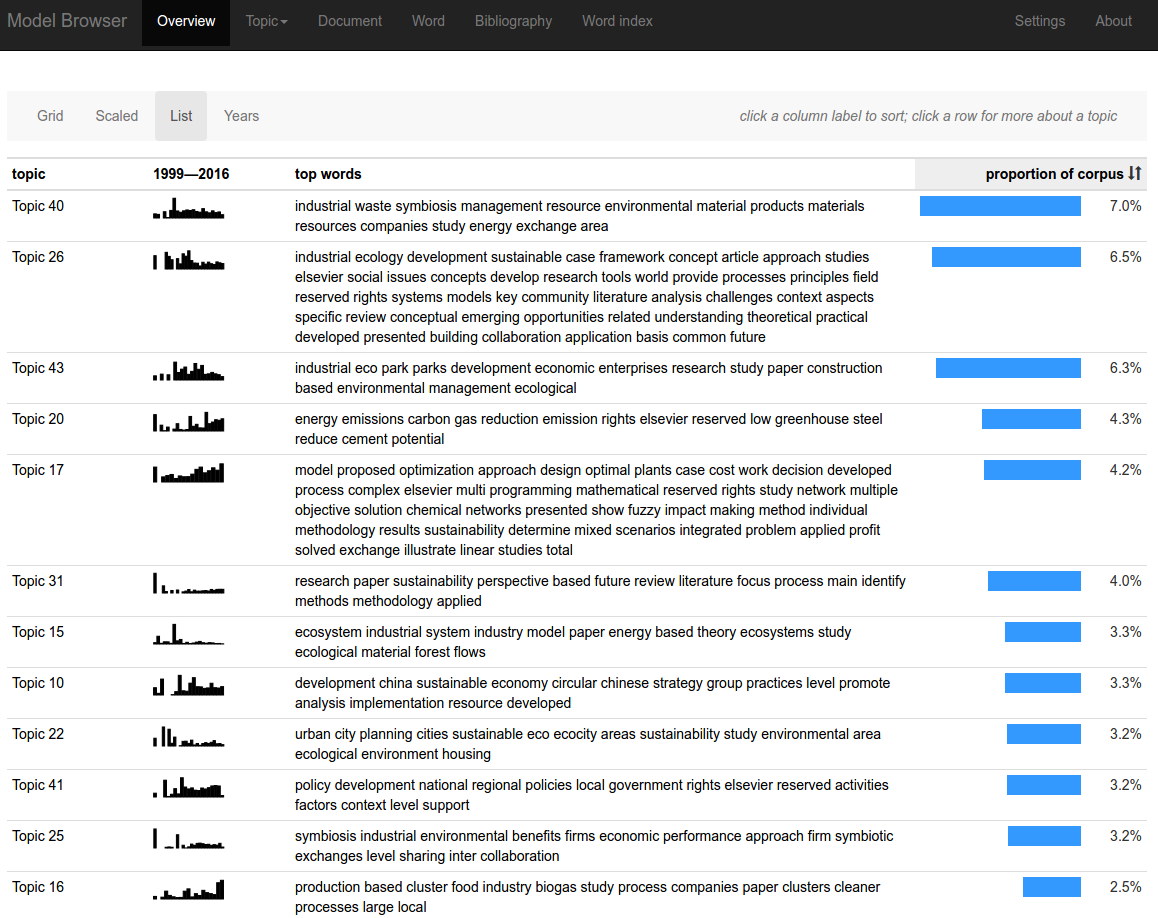 Model Browser Overview Topic Document Word Bibliography Word index Settings About
Grid Scaled List Years click a column label to sort; click a row for more about a topic
topic 1999—2016 top words proportion of corpus
Topic 40 industrial waste symbiosis management resource environmental material products materials 7.0%
resources companies study energy exchange area
Topic 26 industrial ecology development sustainable case framework concept article approach studies 6.5%
elsevier social issues concepts develop research tools world provide processes principles field
reserved rights systems models key community literature analysis challenges context aspects
specific review conceptual emerging opportunities related understanding theoretical practical
developed presented building collaboration application basis common future
Topic 43 industrial eco park parks development economic enterprises research study paper construction 6.3%
based environmental management ecological
Topic 20 energy emissions carbon gas reduction emission rights elsevier reserved low greenhouse steel 4.3%
reduce cement potential
Topic 17 model proposed optimization approach design optimal plants case cost work decision developed 4.2%
process complex elsevier multi programming mathematical reserved rights study network multiple
objective solution chemical networks presented show fuzzy impact making method individual
methodology results sustainability determine mixed scenarios integrated problem applied profit
solved exchange illustrate linear studies total
Topic 31 research paper sustainability perspective based future review literature focus process main identify 4.0%
methods methodology applied
Topic 15 ecosystem industrial system industry model paper energy based theory ecosystems study 3.3%
ecological material forest flows
Topic 10 development china sustainable economy circular chinese strategy group practices level promote 3.3%
analysis implementation resource developed
Topic 22 urban city planning cities sustainable eco ecocity areas sustainability study environmental area 3.2%
ecological environment housing
Topic 41 policy development national regional policies local government rights elsevier reserved activities 3.2%
factors context level support
Topic 25 symbiosis industrial environmental benefits firms economic performance approach firm symbiotic 3.2%
exchanges level sharing inter collaboration
Topic 16 production based cluster food industry biogas study process companies paper clusters cleaner 2.5%
processes large local